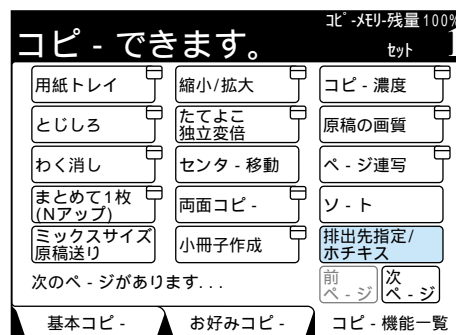 コピ-メモリ-残量100%
コピ - できます。
セット 1
用紙トレイ
縮小/拡大
コピ - 濃度
とじしろ
たてよこ
独立変倍
原稿の画質
わく消し
センタ - 移動
ペ - ジ連写
まとめて1枚
(Nアップ)
両面コピ -
ソ - ト
ミックスサイズ
原稿送り
小冊子作成
排出先指定/
ホチキス
次のペ - ジがあります...
前
ペ - ジ
次
ペ - ジ
基本コピ -
お好みコピ -
コピ - 機能一覧